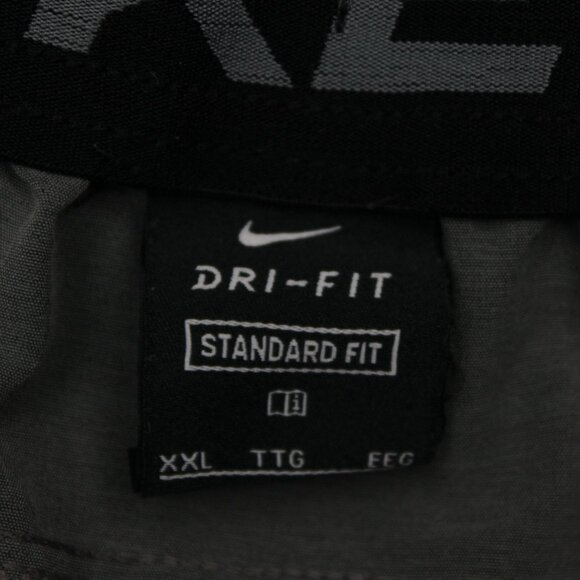 DRI-FIT
STANDARD FIT
i
XXL TTG EEG